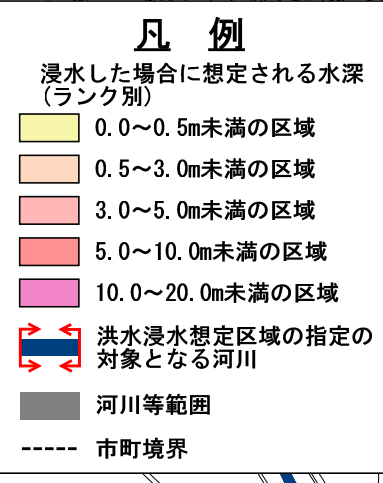 凡 例
浸水した場合に想定される水深
(ランク別)
0.0～0.5m未満の区域
0.5～3.0m未満の区域
3.0～5.0m未満の区域
5.0～10.0m未満の区域
10.0～20.0m未満の区域
洪水浸水想定区域の指定の
対象となる河川
河川等範囲
市町境界